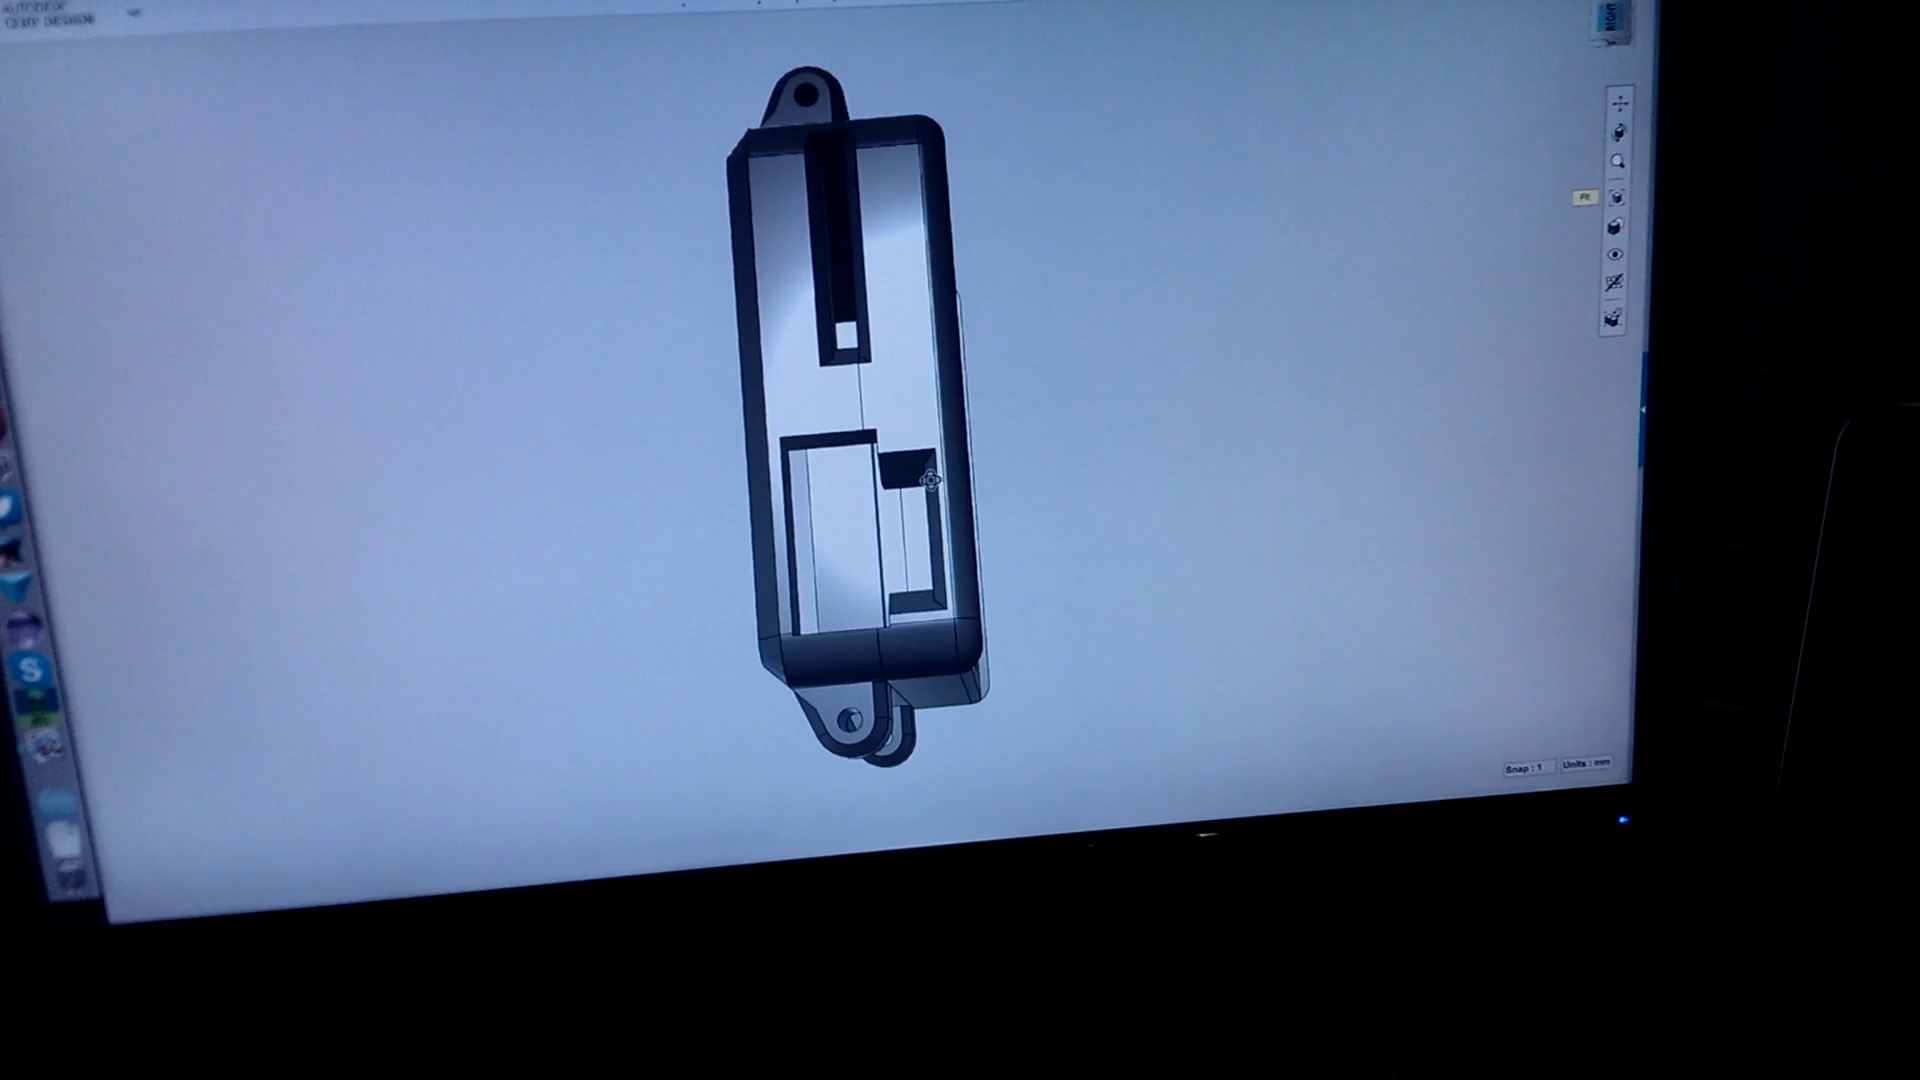 AUTODESK
123D DESIGN
RIGHT
Fit
Snap : 1
Units : mm
S